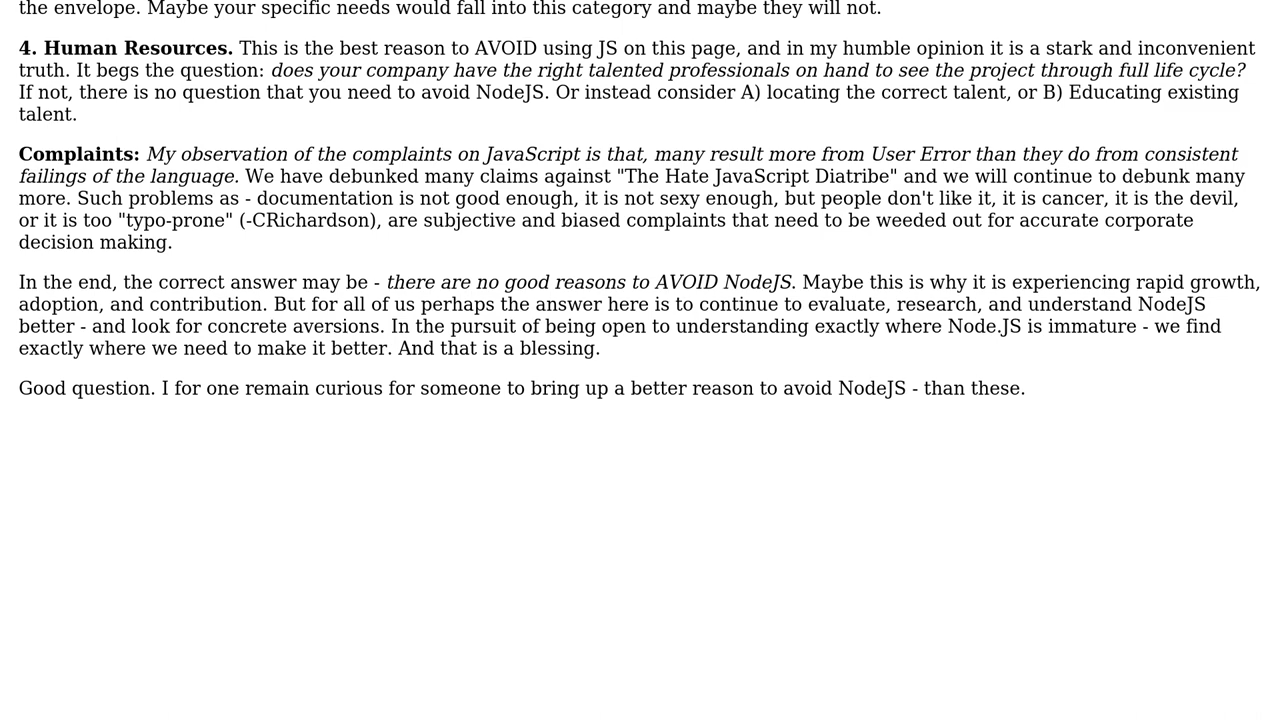 the envelope. Maybe your specific needs would fall into this category and maybe they will not.
4. Human Resources. This is the best reason to AVOID using JS on this page, and in my humble opinion it is a stark and inconvenient
truth. It begs the question: does your company have the right talented professionals on hand to see the project through full life cycle?
If not, there is no question that you need to avoid NodeJS. Or instead consider A) locating the correct talent, or B) Educating existing
talent.
Complaints: My observation of the complaints on JavaScript is that, many result more from User Error than they do from consistent
failings of the language. We have debunked many claims against "The Hate JavaScript Diatribe" and we will continue to debunk many
more. Such problems as - documentation is not good enough, it is not sexy enough, but people don't like it, it is cancer, it is the devil,
or it is too "typo-prone" (-CRichardson), are subjective and biased complaints that need to be weeded out for accurate corporate
decision making.
In the end, the correct answer may be - there are no good reasons to AVOID NodeJS. Maybe this is why it is experiencing rapid growth,
adoption, and contribution. But for all of us perhaps the answer here is to continue to evaluate, research, and understand NodeJS
better - and look for concrete aversions. In the pursuit of being open to understanding exactly where Node.JS is immature - we find
exactly where we need to make it better. And that is a blessing.
Good question. I for one remain curious for someone to bring up a better reason to avoid NodeJS - than these.